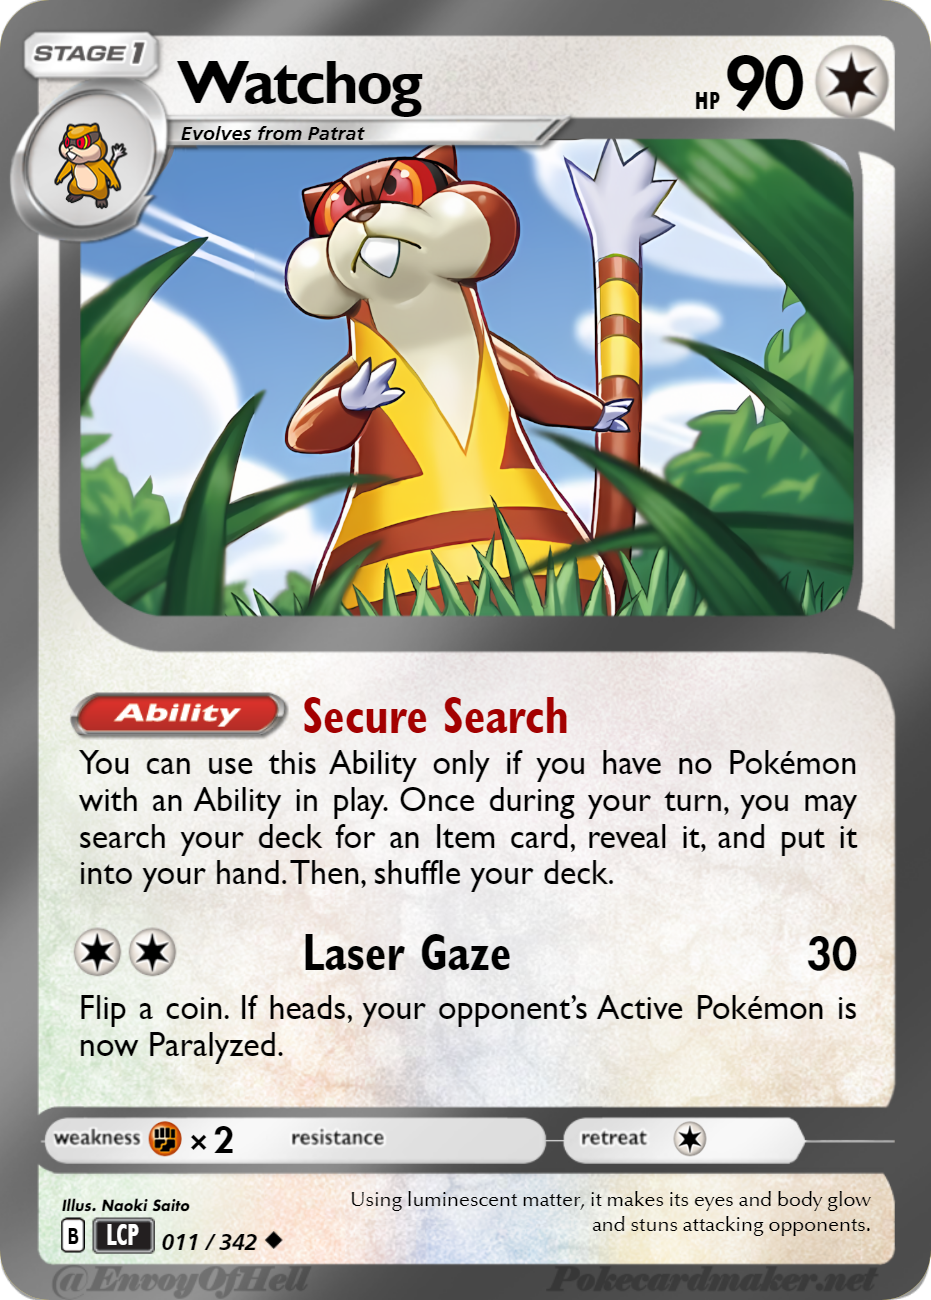 STAGE 1
Watchog
HP 90
Evolves from Patrat
Ability Secure Search
You can use this Ability only if you have no Pokémon
with an Ability in play. Once during your turn, you may
search your deck for an Item card, reveal it, and put it
into your hand. Then, shuffle your deck.
Laser Gaze 30
Flip a coin. If heads, your opponent's Active Pokémon is
now Paralyzed.
weakness ×2 resistance retreat
Illus. Naoki Saito
Using luminescent matter, it makes its eyes and body glow
and stuns attacking opponents.
B LCP 011 / 342
@EnvoyOfHell Pokecardmaker.net